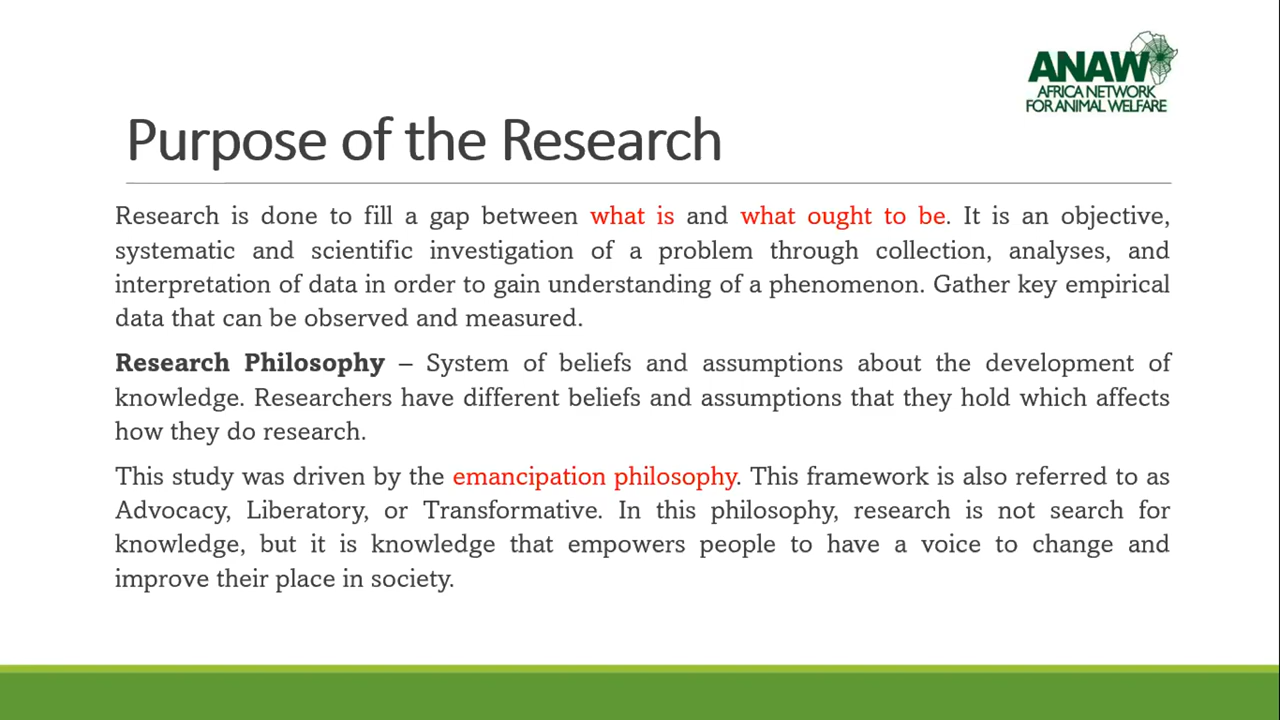 ANAW
AFRICA NETWORK
FOR ANIMAL WELFARE
Purpose of the Research
Research is done to fill a gap between what is and what ought to be. It is an objective,
systematic and scientific investigation of a problem through collection, analyses, and
interpretation of data in order to gain understanding of a phenomenon. Gather key empirical
data that can be observed and measured.
Research Philosophy – System of beliefs and assumptions about the development of
knowledge. Researchers have different beliefs and assumptions that they hold which affects
how they do research.
This study was driven by the emancipation philosophy. This framework is also referred to as
Advocacy, Liberatory, or Transformative. In this philosophy, research is not search for
knowledge, but it is knowledge that empowers people to have a voice to change and
improve their place in society.